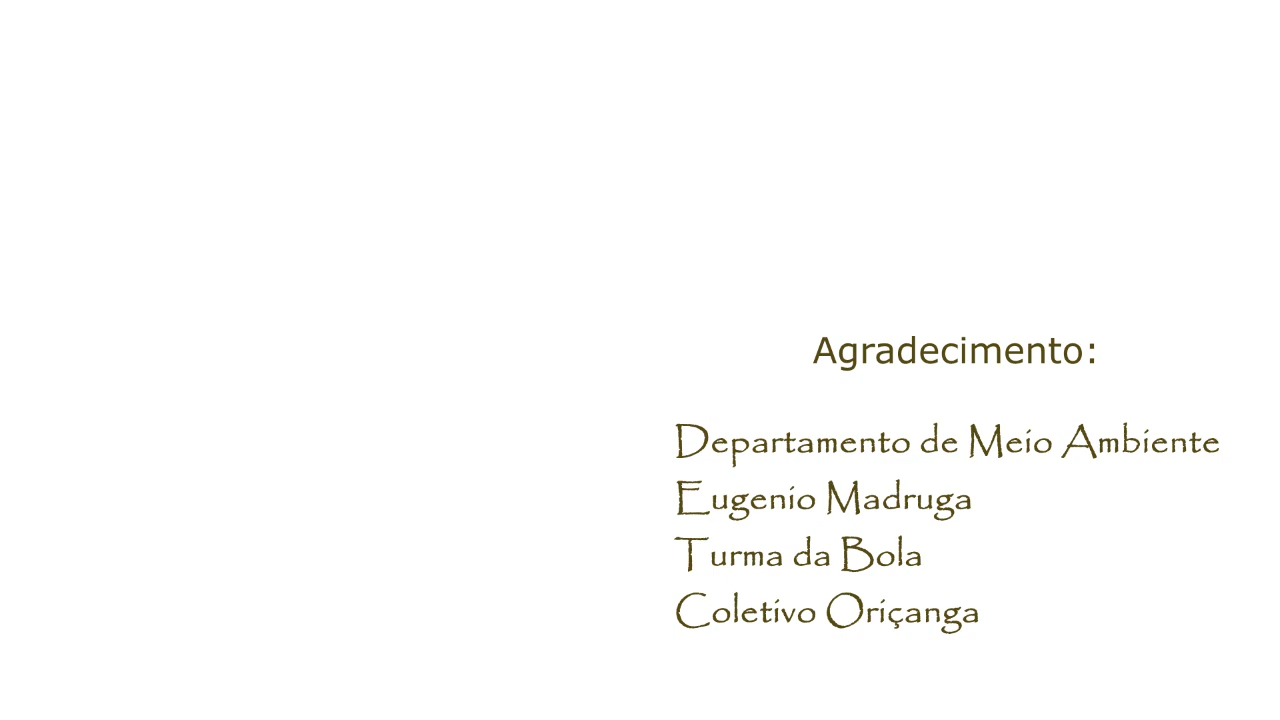 Agradecimento:
Departamento de Meio Ambiente
Eugenio Madruga
Turma da Bola
Coletivo Oriçanga